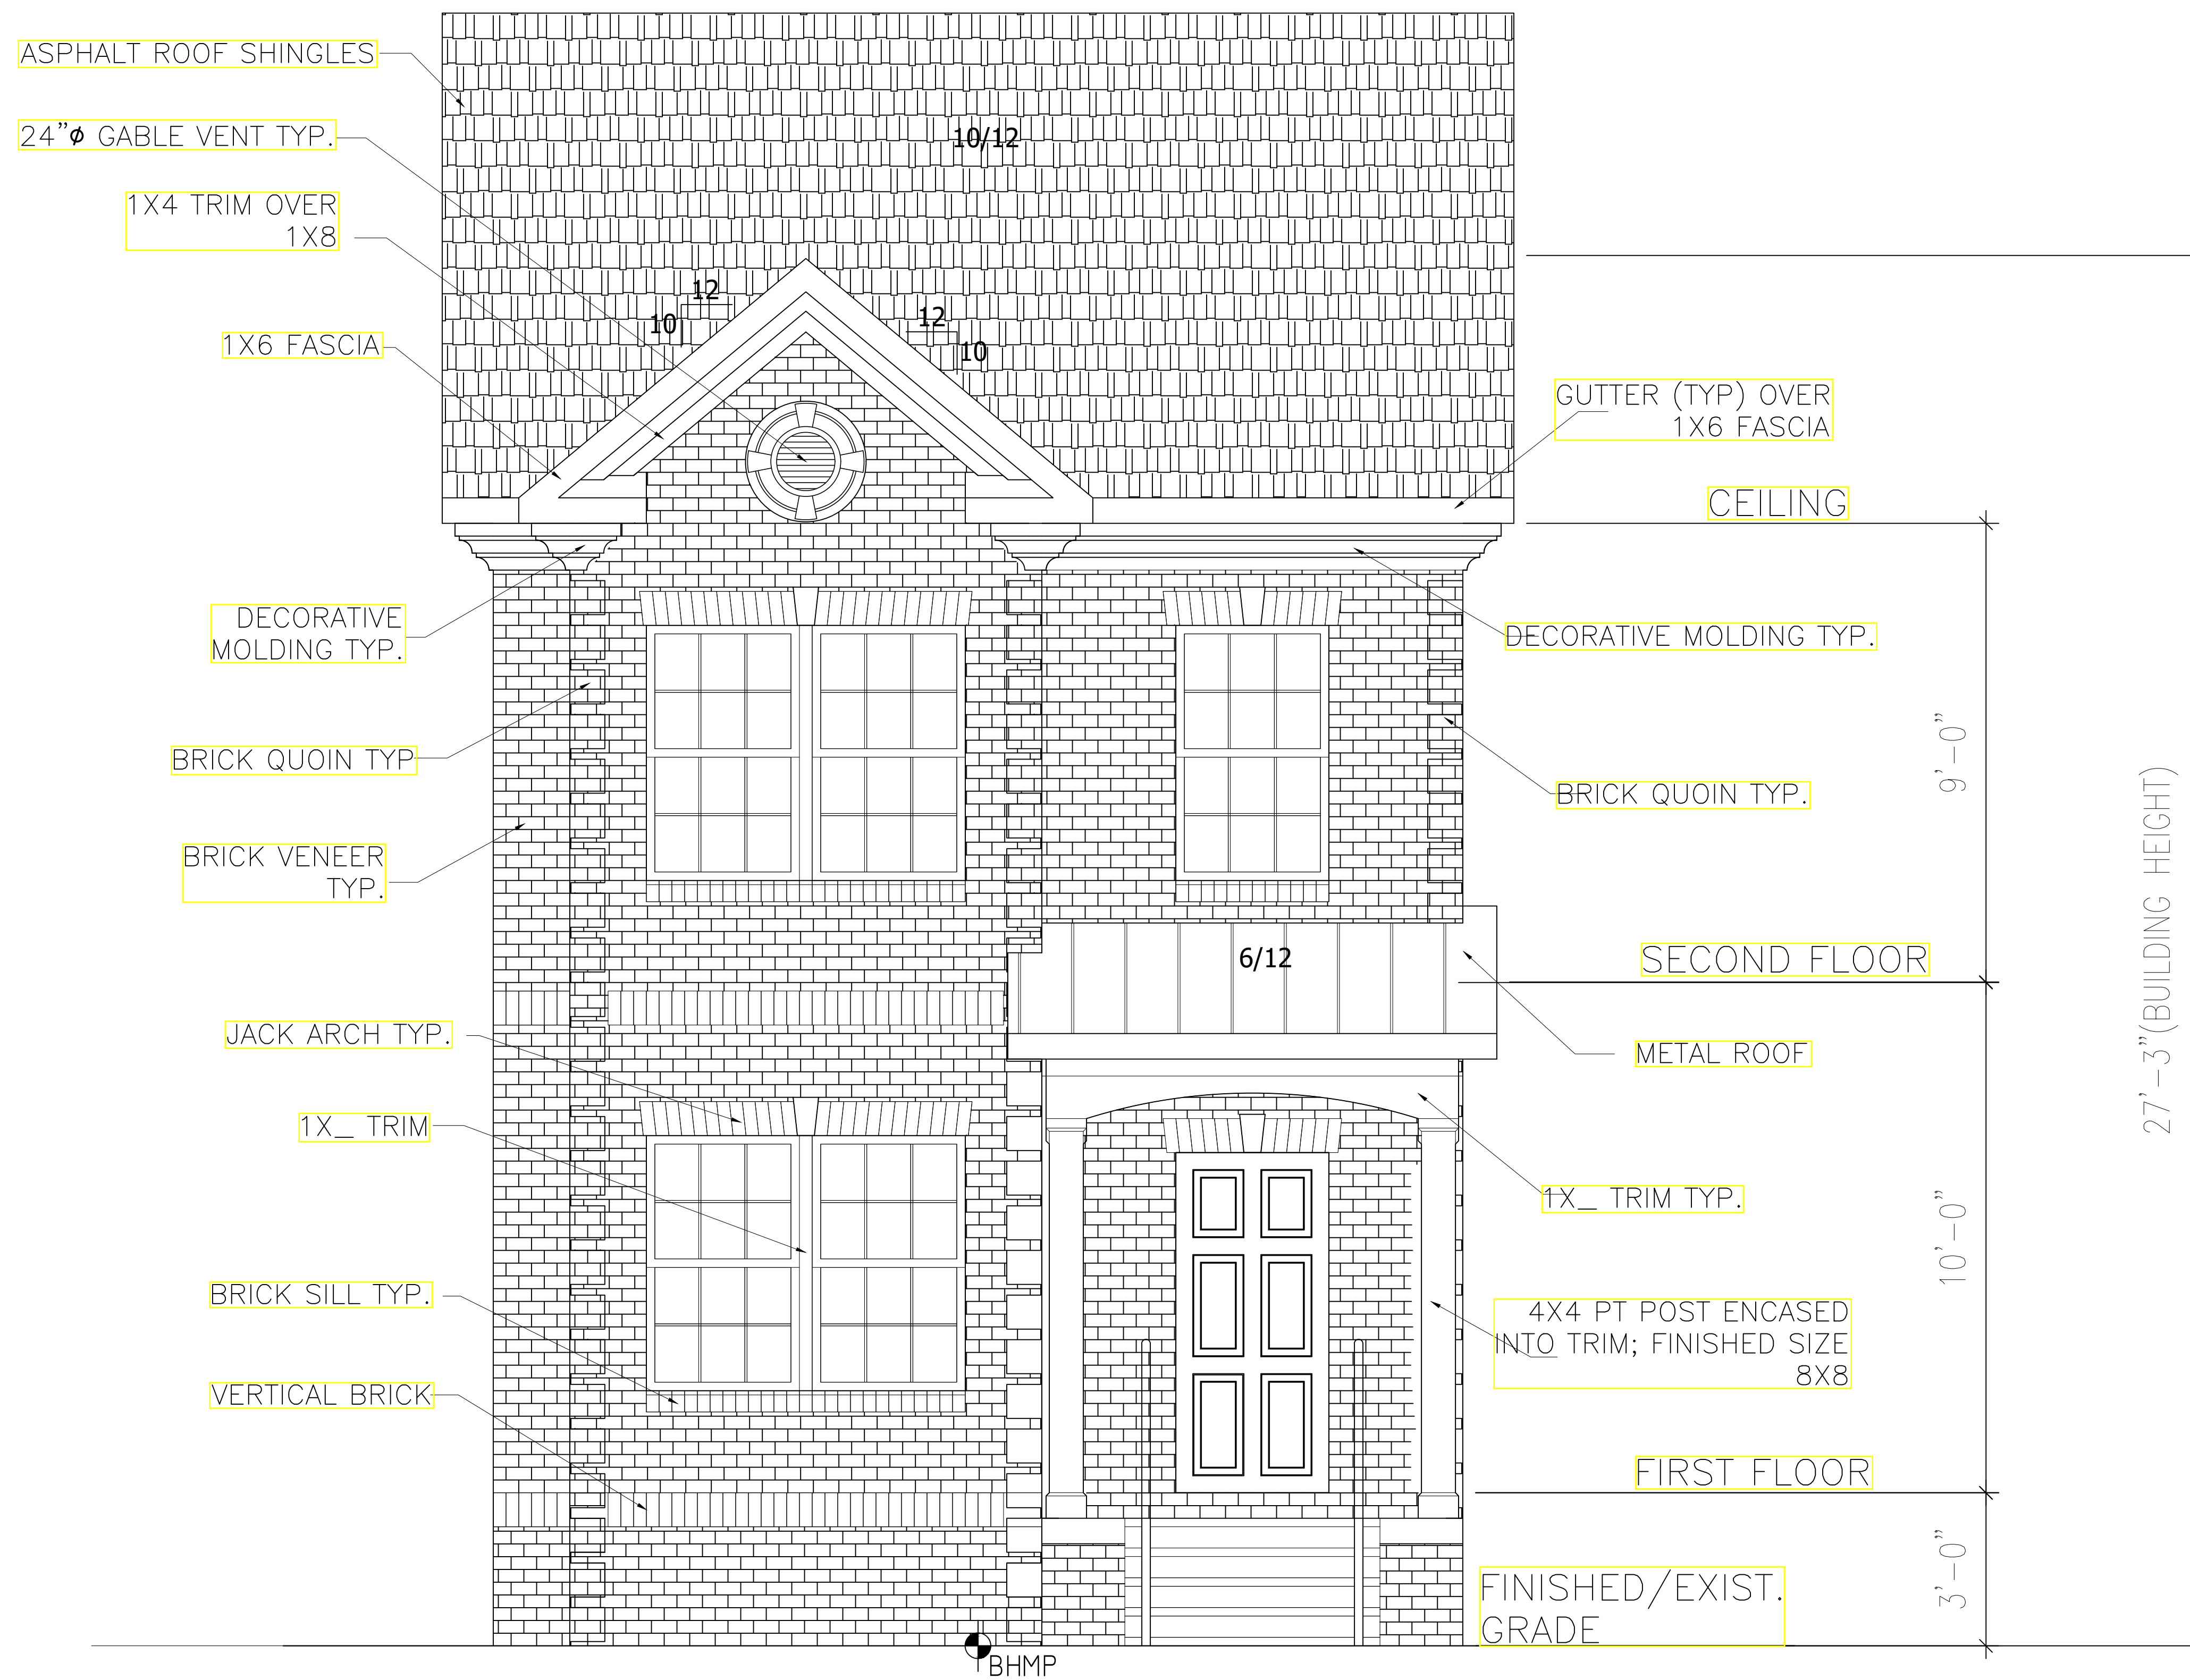 ASPHALT ROOF SHINGLES
24"ø GABLE VENT TYP.
10/12
1X4 TRIM OVER
1X8
12
10
12
10
1X6 FASCIA
GUTTER (TYP) OVER
1X6 FASCIA
CEILING
DECORATIVE
MOLDING TYP.
DECORATIVE MOLDING TYP.
BRICK QUOIN TYP
9'-0"
BRICK QUOIN TYP.
27'-3"(BUILDING HEIGHT)
BRICK VENEER
TYP.
6/12
SECOND FLOOR
JACK ARCH TYP.
METAL ROOF
1X_ TRIM
1X_ TRIM TYP.
10'-0"
BRICK SILL TYP.
4X4 PT POST ENCASED
INTO TRIM; FINISHED SIZE
8X8
VERTICAL BRICK
FIRST FLOOR
3'-0"
FINISHED/EXIST.
GRADE
BHMP